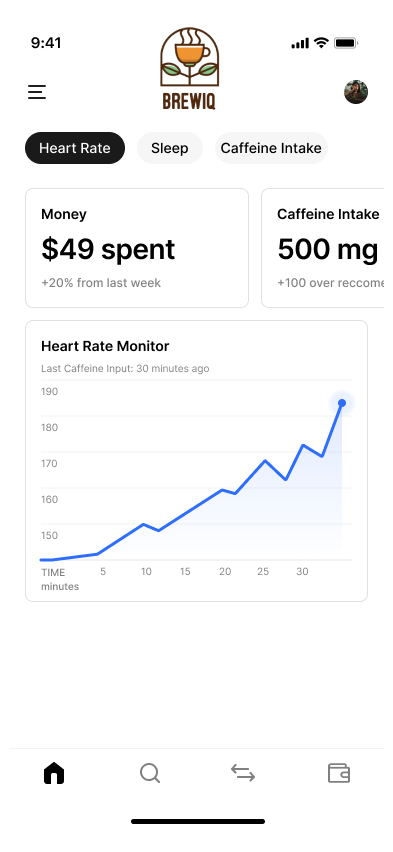 9:41
BREWIQ
Heart Rate
Sleep
Caffeine Intake
Money
$49 spent
+20% from last week
Caffeine Intake
500 mg
+100 over reccome
Heart Rate Monitor
Last Caffeine Input: 30 minutes ago
190
180
170
160
150
TIME 5 10 15 20 25 30
minutes